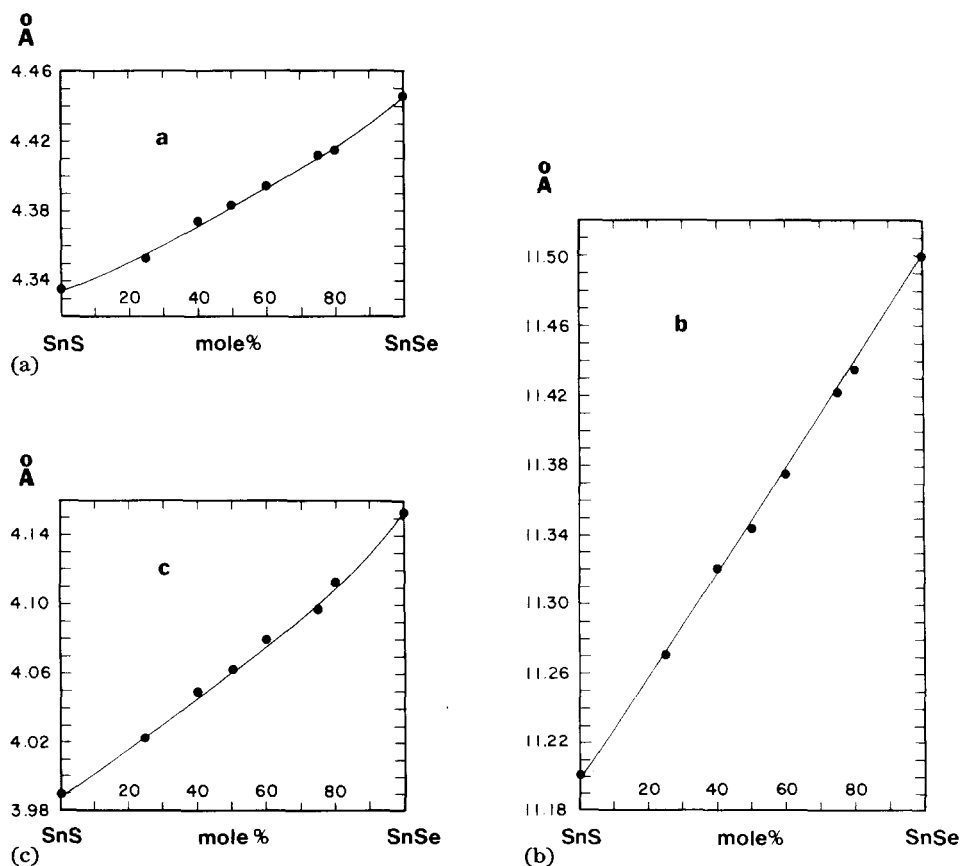 Å
4.46
4.42
4.38
4.34
a
20 40 60 80
SnS mole% SnSe
(a)
Å
4.14
4.10
4.06
4.02
3.98
c
20 40 60 80
SnS mole % SnSe
(c)
Å
11.50
11.46
11.42
11.38
11.34
11.30
11.26
11.22
11.18
b
20 40 60 80
SnS mole% SnSe
(b)